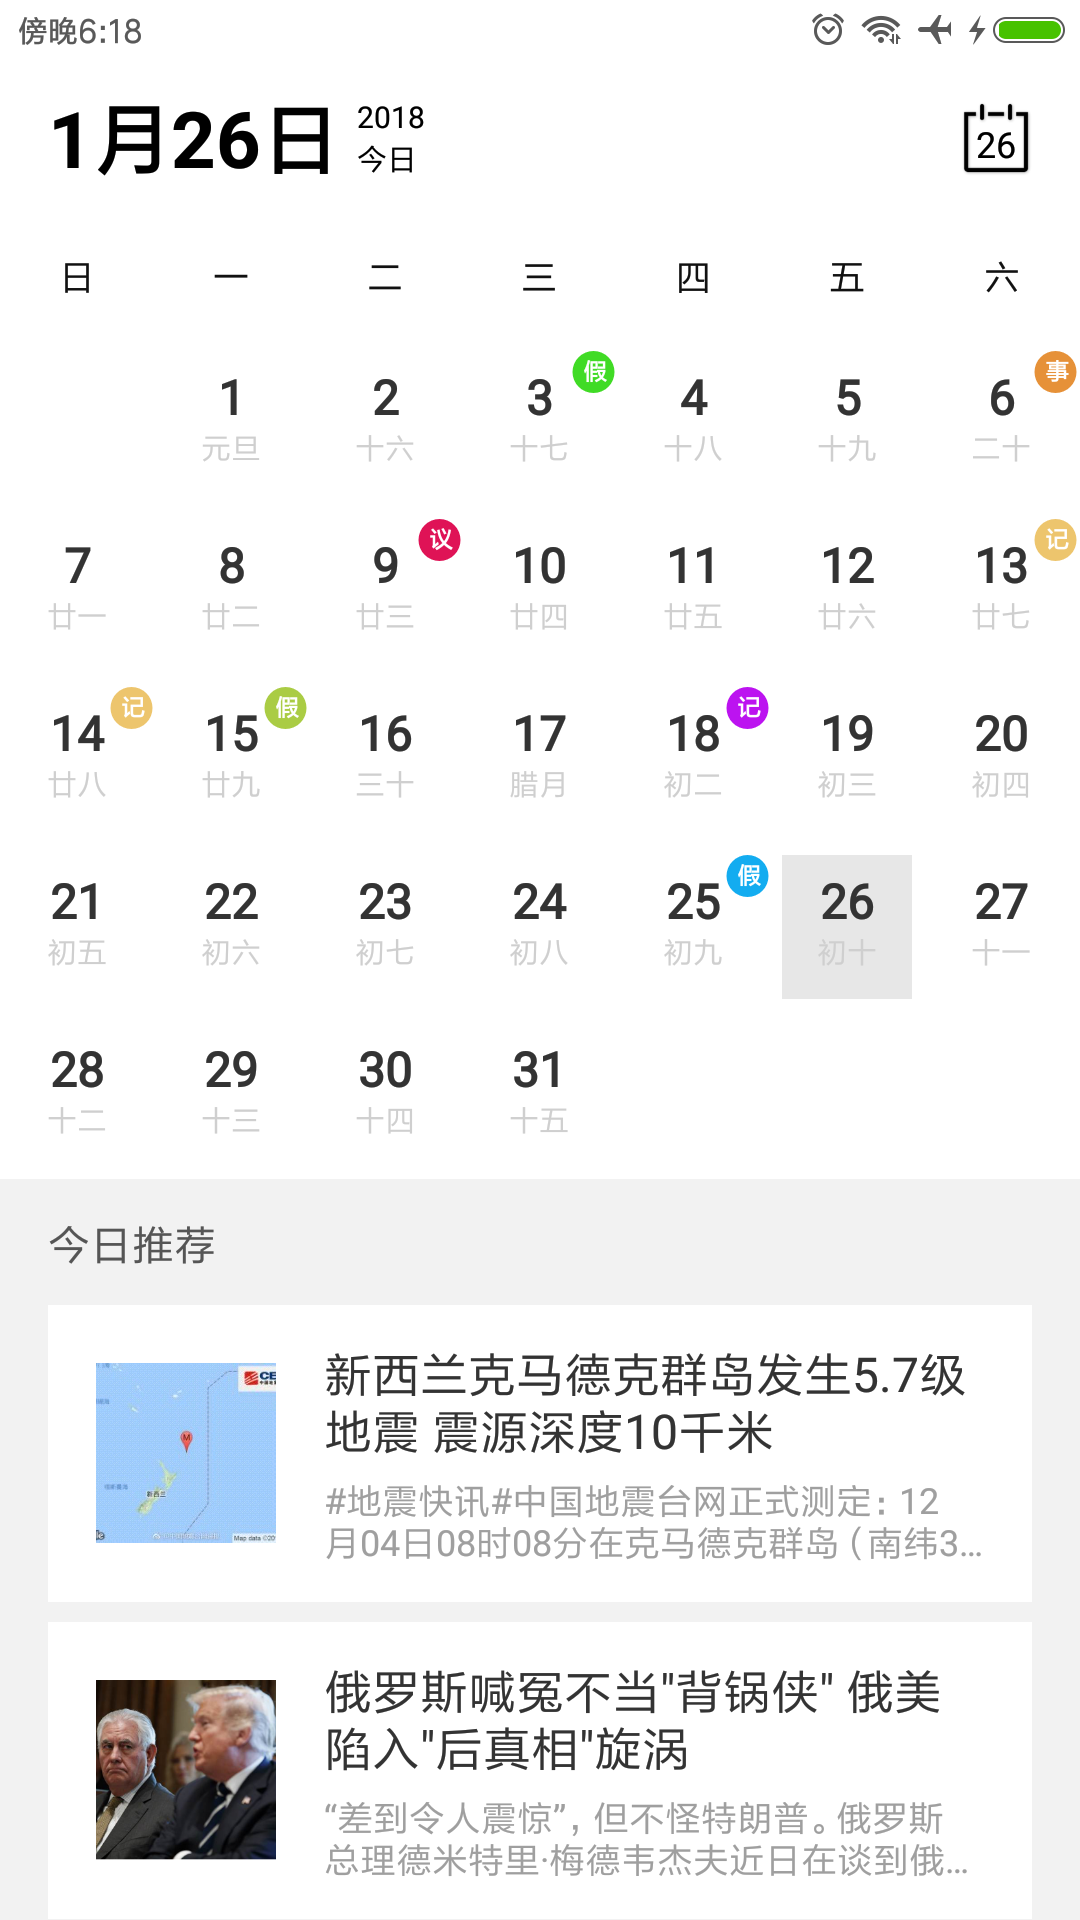 傍晚6:18
1月26日
2018
今日
26
日 一 二 三 四 五 六
1 2 3 假 4 5 6 事
元旦 十六 十七 十八 十九 二十
7 8 9 议 10 11 12 13 记
廿一 廿二 廿三 廿四 廿五 廿六 廿七
14 记 15 假 16 17 18 记 19 20
廿八 廿九 三十 腊月 初二 初三 初四
21 22 23 24 25 假 26 27
初五 初六 初七 初八 初九 初十 十一
28 29 30 31
十二 十三 十四 十五
今日推荐
新西兰克马德克群岛发生5.7级
地震 震源深度10千米
#地震快讯#中国地震台网正式测定：12
月04日08时08分在克马德克群岛（南纬3...
新西兰
M
Map data ©20
俄罗斯喊冤不当"背锅侠" 俄美
陷入"后真相"旋涡
“差到令人震惊”，但不怪特朗普。俄罗斯
总理德米特里·梅德韦杰夫近日在谈到俄...